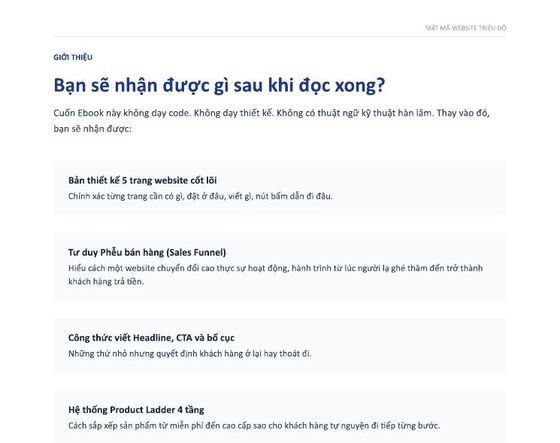 MẬT MÃ WEBSITE TRIỆU ĐÔ
GIỚI THIỆU
Bạn sẽ nhận được gì sau khi đọc xong?
Cuốn Ebook này không dạy code. Không dạy thiết kế. Không có thuật ngữ kỹ thuật hàn lâm. Thay vào đó,
bạn sẽ nhận được:
Bản thiết kế 5 trang website cốt lõi
Chính xác từng trang cần có gì, đặt ở đâu, viết gì, nút bấm dẫn đi đâu.
Tư duy Phễu bán hàng (Sales Funnel)
Hiểu cách một website chuyển đổi cao thực sự hoạt động, hành trình từ lúc người lạ ghé thăm đến trở thành
khách hàng trả tiền.
Công thức viết Headline, CTA và bố cục
Những thứ nhỏ nhưng quyết định khách hàng ở lại hay thoát đi.
Hệ thống Product Ladder 4 tầng
Cách sắp xếp sản phẩm từ miễn phí đến cao cấp sao cho khách hàng tự nguyện đi tiếp từng bước.